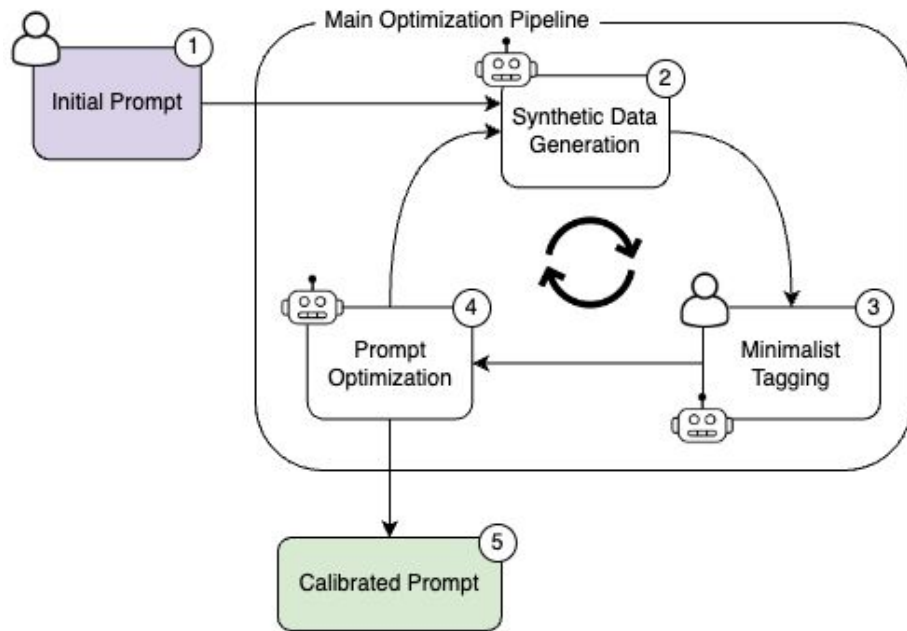 Main Optimization Pipeline
1
Initial Prompt
2
Synthetic Data
Generation
3
Minimalist
Tagging
4
Prompt
Optimization
5
Calibrated Prompt